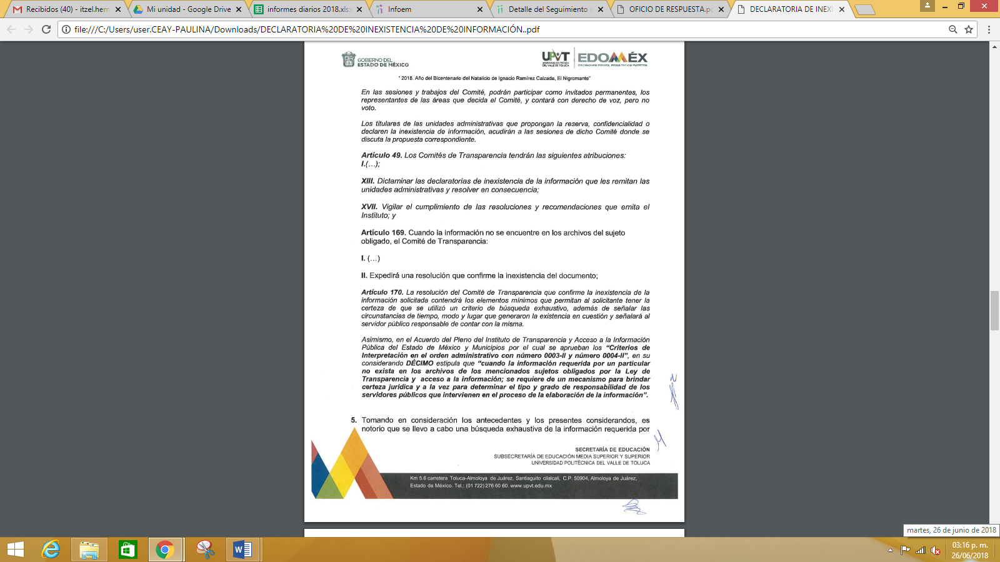 Recibidos (40) - itzel.hern
Mi unidad - Google Drive
informes diarios 2018.xls
Infoem
Detalle del Seguimiento
OFICIO DE RESPUESTA.p
DECLARATORIA DE INEX
file:///C:/Users/user.CEAY-PAULINA/Downloads/DECLARATORIA%20DE%20INEXISTENCIA%20DE%20INFORMACIÓN..pdf
GOBIERNO DEL
ESTADO DE MÉXICO
UPVT
UNIVERSIDAD POLITÉCNICA
DEL VALLE DE TOLUCA
EDOMÉX
DECISIONES FIRMES, RESULTADOS FUERTES.
" 2018. Año del Bicentenario del Natalicio de Ignacio Ramírez Calzada, El Nigromante"
En las sesiones y trabajos del Comité, podrán participar como invitados permanentes, los
representantes de las áreas que decida el Comité, y contará con derecho de voz, pero no
voto.
Los titulares de las unidades administrativas que propongan la reserva, confidencialidad o
declaren la inexistencia de información, acudirán a las sesiones de dicho Comité donde se
discuta la propuesta correspondiente.
Artículo 49. Los Comités de Transparencia tendrán las siguientes atribuciones:
I.(…);
XIII. Dictaminar las declaratorias de inexistencia de la información que les remitan las
unidades administrativas y resolver en consecuencia;
XVII. Vigilar el cumplimiento de las resoluciones y recomendaciones que emita el
Instituto; y
Artículo 169. Cuando la información no se encuentre en los archivos del sujeto
obligado, el Comité de Transparencia:
I. (…)
II. Expedirá una resolución que confirme la inexistencia del documento;
Artículo 170. La resolución del Comité de Transparencia que confirme la inexistencia de la
información solicitada contendrá los elementos mínimos que permitan al solicitante tener la
certeza de que se utilizó un criterio de búsqueda exhaustivo, además de señalar las
circunstancias de tiempo, modo y lugar que generaron la existencia en cuestión y señalará al
servidor público responsable de contar con la misma.
Asimismo, en el Acuerdo del Pleno del Instituto de Transparencia y Acceso a la Información
Pública del Estado de México y Municipios por el cual se aprueban los “Criterios de
Interpretación en el orden administrativo con número 0003-II y número 0004-II”, en su
considerando DÉCIMO estipula que “cuando la información requerida por un particular
no exista en los archivos de los mencionados sujetos obligados por la Ley de
Transparencia y acceso a la información; se requiere de un mecanismo para brindar
certeza jurídica y a la vez para determinar el tipo y grado de responsabilidad de los
servidores públicos que intervienen en el proceso de la elaboración de la información”.
5. Tomando en consideración los antecedentes y los presentes considerandos, es
notorio que se llevo a cabo una búsqueda exhaustiva de la información requerida por
SECRETARÍA DE EDUCACIÓN
SUBSECRETARÍA DE EDUCACIÓN MEDIA SUPERIOR Y SUPERIOR
UNIVERSIDAD POLITÉCNICA DEL VALLE DE TOLUCA
Km 5.6 carretera Toluca-Almoloya de Juárez, Santiaguito cilalcali, C.P. 50904, Almoloya de Juárez,
Estado de México. Tel.: (01 722) 276 60 60. www.upvt.edu.mx
martes, 26 de junio de 2018
03:16 p. m.
26/06/2018